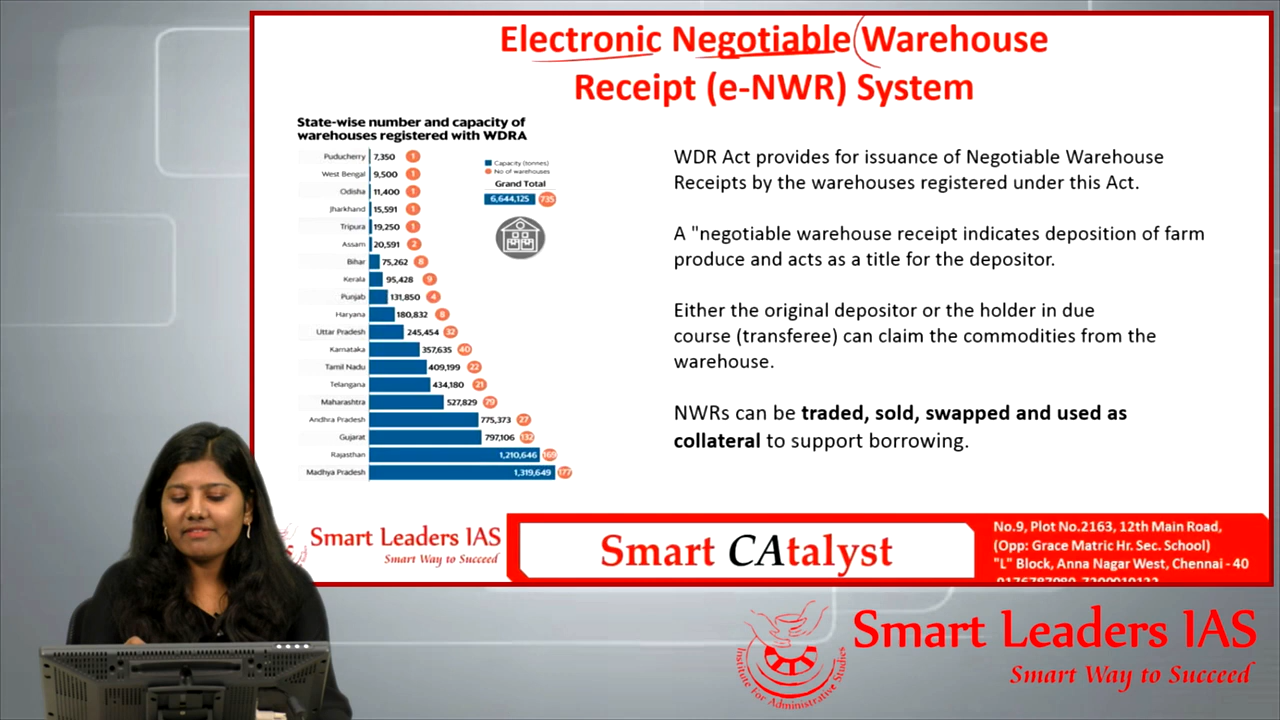 Electronic Negotiable Warehouse
Receipt (e-NWR) System
State-wise number and capacity of
warehouses registered with WDRA
Puducherry 7,350 1
West Bengal 9,500 1
Odisha 11,400 1
Jharkhand 15,591 1
Tripura 19,250 1
Assam 20,591 2
Bihar 75,262 8
Kerala 95,428 9
Punjab 131,850 4
Haryana 180,832 8
Uttar Pradesh 245,454 32
Karnataka 357,635 40
Tamil Nadu 409,199 22
Telangana 434,180 21
Maharashtra 527,829 79
Andhra Pradesh 775,373 27
Gujarat 797,106 132
Rajasthan 1,210,646 169
Madhya Pradesh 1,319,649 177
Capacity (tonnes)
No of warehouses
Grand Total
6,644,125 735
WDR Act provides for issuance of Negotiable Warehouse
Receipts by the warehouses registered under this Act.
A "negotiable warehouse receipt indicates deposition of farm
produce and acts as a title for the depositor.
Either the original depositor or the holder in due
course (transferee) can claim the commodities from the
warehouse.
NWRs can be traded, sold, swapped and used as
collateral to support borrowing.
Smart Leaders IAS
Smart Way to Succeed
Smart CAtalyst
No.9, Plot No.2163, 12th Main Road,
(Opp: Grace Matric Hr. Sec. School)
"L" Block, Anna Nagar West, Chennai - 40
Institute For Administrative Studies
Smart Leaders IAS
Smart Way to Succeed